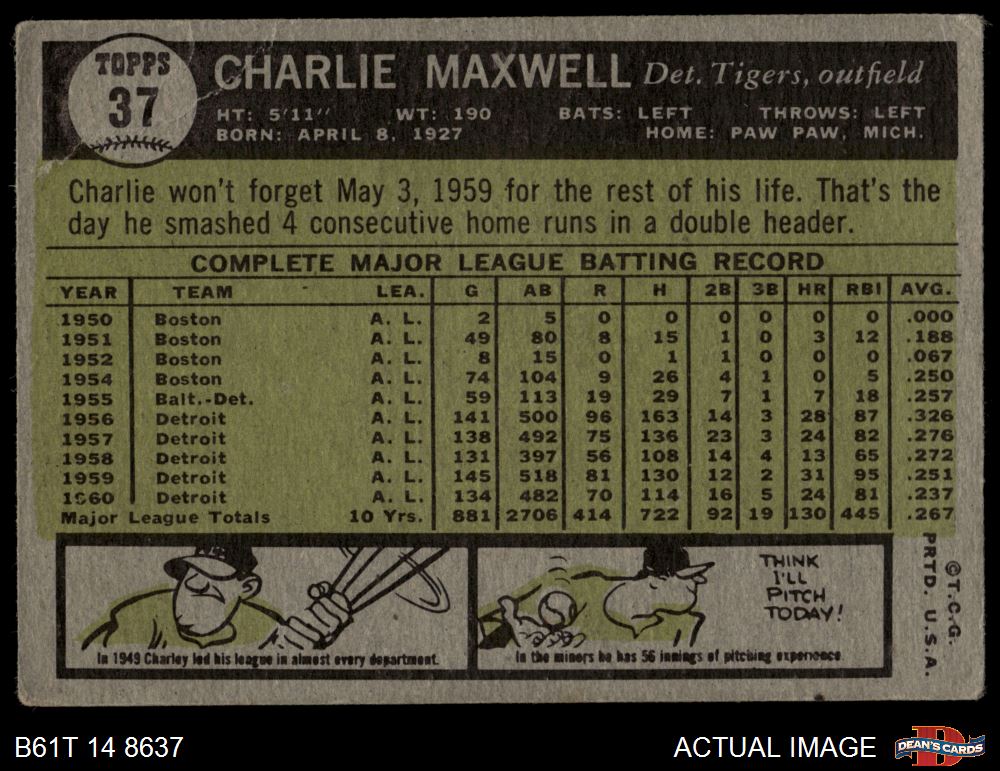 TOPPS
37
CHARLIE MAXWELL Det. Tigers, outfield
HT: 5'11" WT: 190 BATS: LEFT THROWS: LEFT
BORN: APRIL 8, 1927 HOME: PAW PAW, MICH.
Charlie won't forget May 3, 1959 for the rest of his life. That's the
day he smashed 4 consecutive home runs in a double header.
COMPLETE MAJOR LEAGUE BATTING RECORD
YEAR TEAM LEA. G AB R H 2B 3B HR RBI AVG.
1950 Boston A. L. 2 5 0 0 0 0 0 0 .000
1951 Boston A. L. 49 80 8 15 1 0 3 12 .188
1952 Boston A. L. 8 15 0 1 1 0 0 0 .067
1954 Boston A. L. 74 104 9 26 4 1 0 5 .250
1955 Balt.-Det. A. L. 59 113 19 29 7 1 7 18 .257
1956 Detroit A. L. 141 500 96 163 14 3 28 87 .326
1957 Detroit A. L. 138 492 75 136 23 3 24 82 .276
1958 Detroit A. L. 131 397 56 108 14 4 13 65 .272
1959 Detroit A. L. 145 518 81 130 12 2 31 95 .251
1960 Detroit A. L. 134 482 70 114 16 5 24 81 .237
Major League Totals 10 Yrs. 881 2706 414 722 92 19 130 445 .267
In 1949 Charley led his league in almost every department.
THINK
I'LL
PITCH
TODAY!
In the minors he has 56 innings of pitching experience
©T.C.G.
PRTD. U.S.A.
B61T 14 8637
ACTUAL IMAGE
D
DEAN'S CARDS